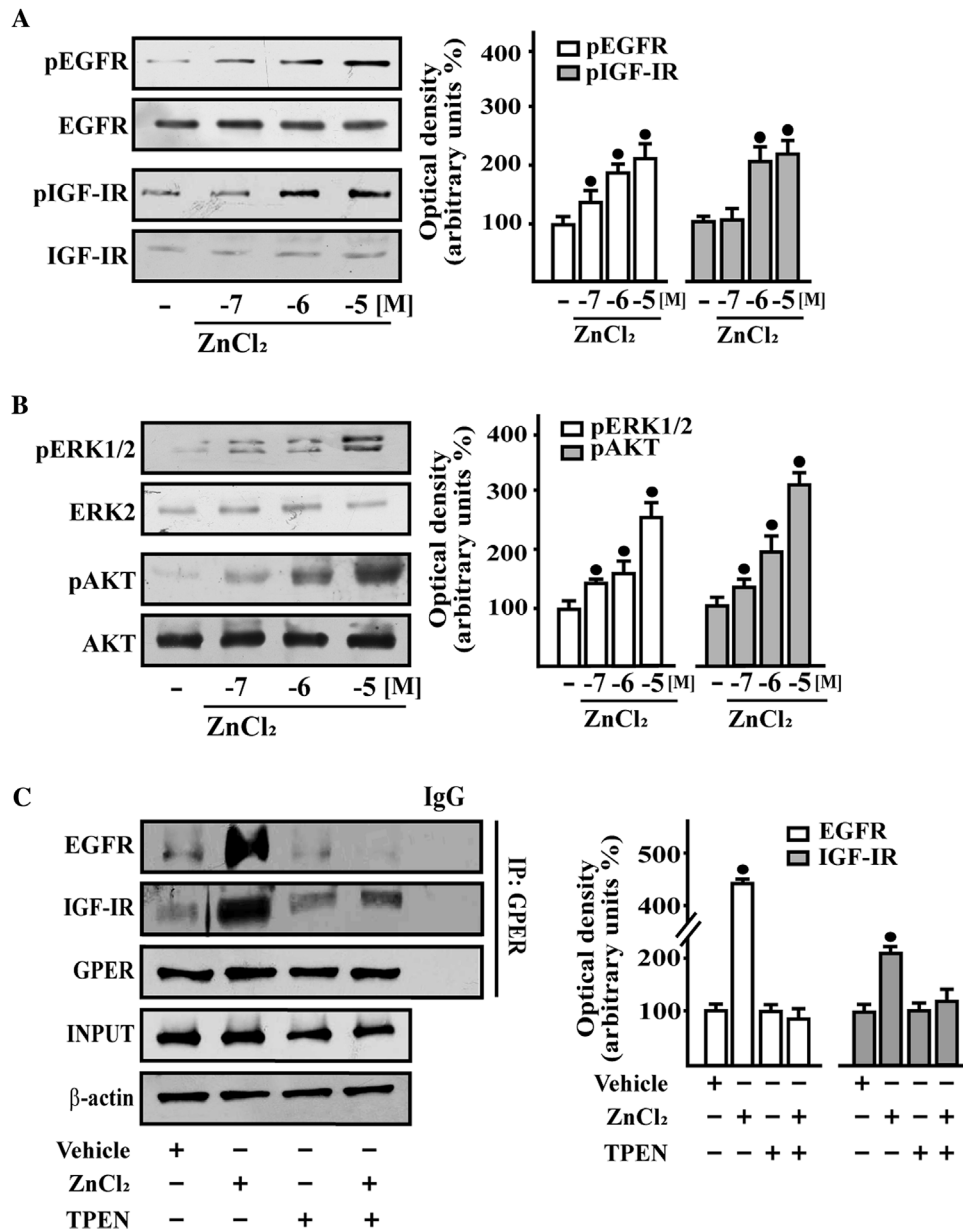 A
pEGFR
EGFR
pIGF-IR
IGF-IR
– -7 -6 -5 [M]
ZnCl₂
Optical density
(arbitrary units %)
400
300
200
100
pEGFR
pIGF-IR
– -7 -6 -5 [M] – -7 -6 -5 [M]
ZnCl₂ ZnCl₂
B
pERK1/2
ERK2
pAKT
AKT
– -7 -6 -5 [M]
ZnCl₂
Optical density
(arbitrary units %)
400
300
200
100
pERK1/2
pAKT
– -7 -6 -5 [M] – -7 -6 -5 [M]
ZnCl₂ ZnCl₂
C
IgG
EGFR
IGF-IR
GPER
IP: GPER
INPUT
β-actin
Vehicle + – – –
ZnCl₂ – + – +
TPEN – – + +
Optical density
(arbitrary units %)
500
400
200
100
EGFR
IGF-IR
Vehicle + – – – + – – –
ZnCl₂ – + – + – + – +
TPEN – – + + – – + +